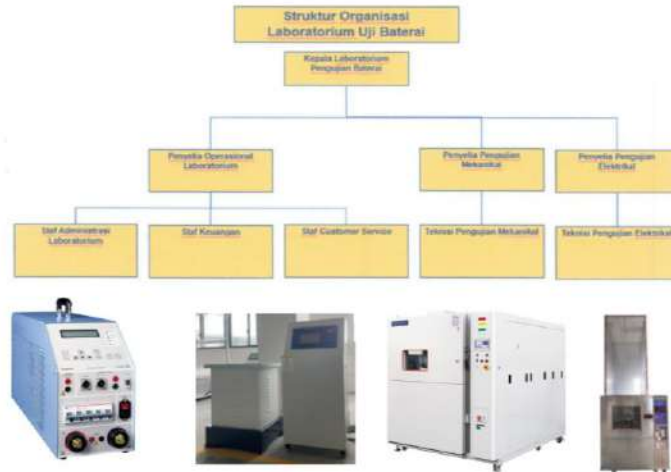 Struktur Organisasi
Laboratorium Uji Baterai
Kepala Laboratorium
Pengujian Baterai
Penyelia Operasional
Laboratorium
Penyelia Pengujian
Mekanikal
Penyelia Pengujian
Elektrikal
Staf Administrasi
Laboratorium
Staf Keuangan
Staf Customer Service
Teknisi Pengujian Mekanikal
Teknisi Pengujian Elektrikal